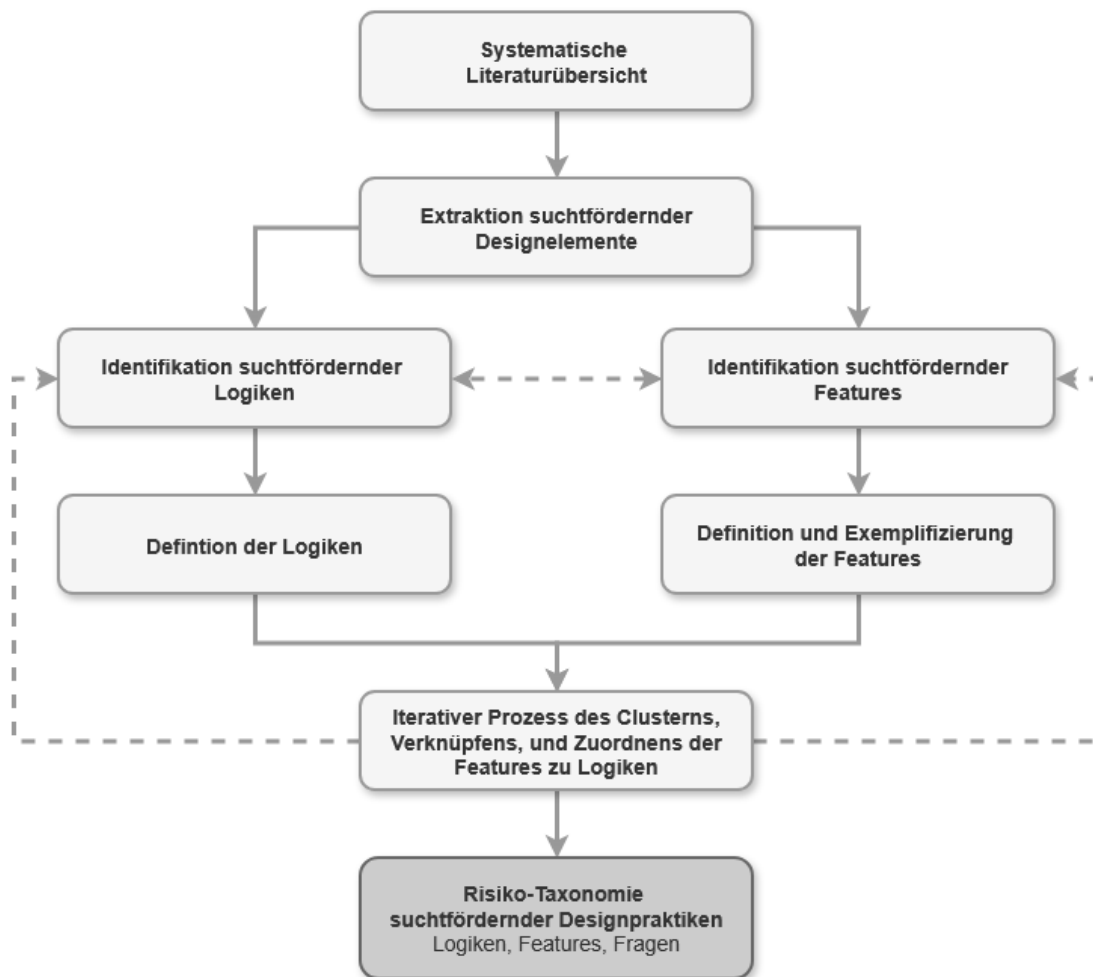 Systematische
Literaturübersicht
Extraktion suchtfördernder
Designelemente
Identifikation suchtfördernder
Logiken
Identifikation suchtfördernder
Features
Defintion der Logiken
Definition und Exemplifizierung
der Features
Iterativer Prozess des Clusterns,
Verknüpfens, und Zuordnens der
Features zu Logiken
Risiko-Taxonomie
suchtfördernder Designpraktiken
Logiken, Features, Fragen